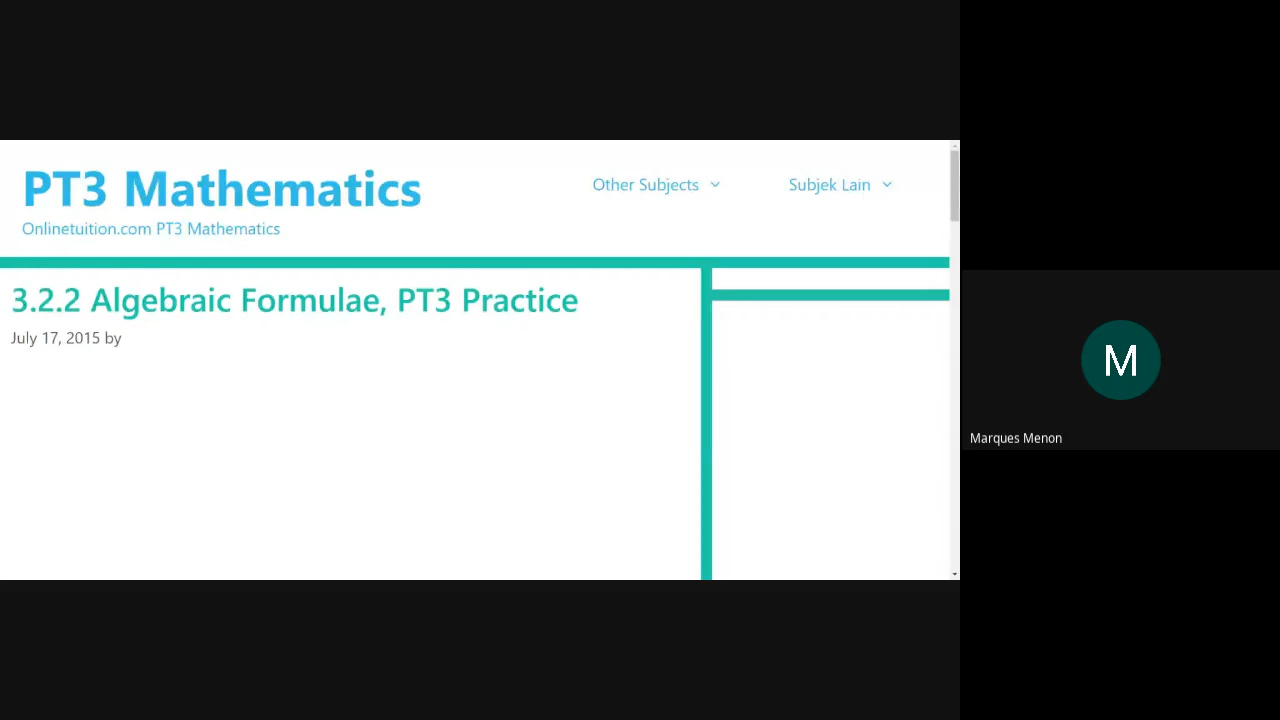 PT3 Mathematics
Onlinetuition.com PT3 Mathematics
Other Subjects
Subjek Lain
3.2.2 Algebraic Formulae, PT3 Practice
July 17, 2015 by
M
Marques Menon